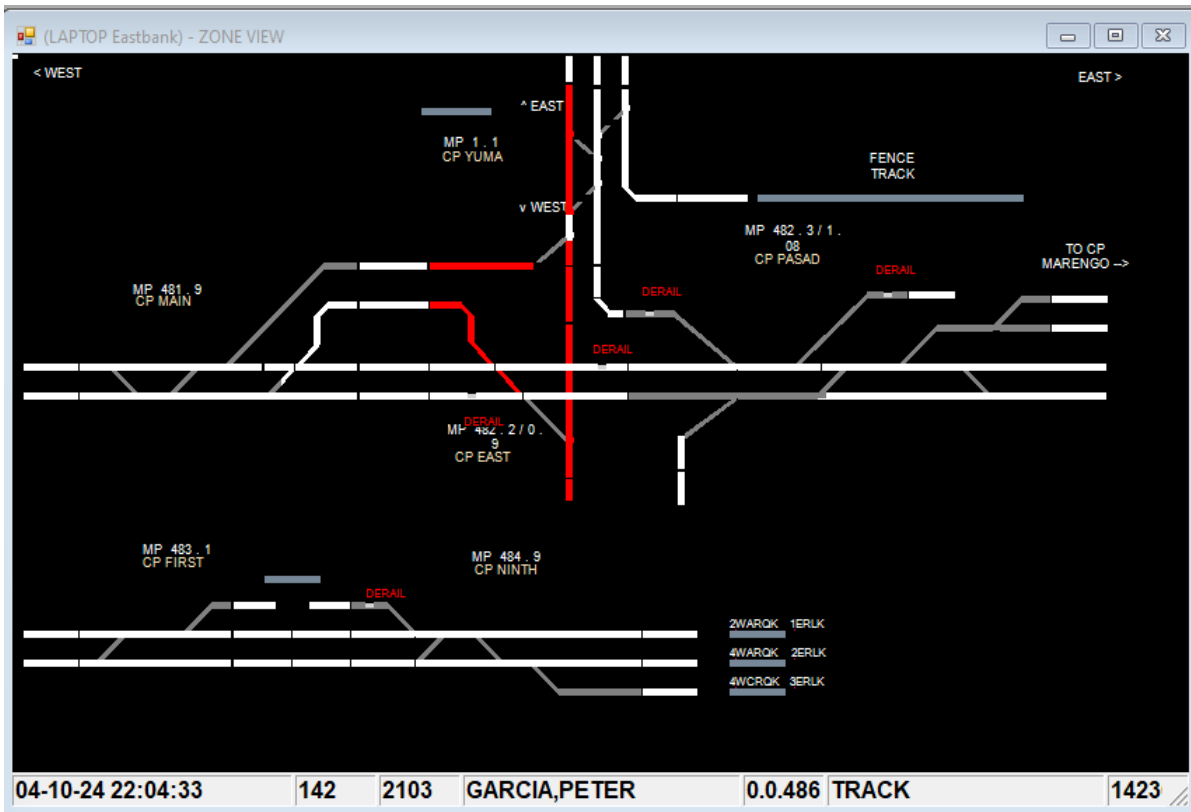 (LAPTOP Eastbank) - ZONE VIEW
< WEST
EAST >
^ EAST
MP 1 . 1
CP YUMA
FENCE
TRACK
v WEST
MP 482 . 3 / 1 .
08
CP PASAD
TO CP
MARENGO -->
DERAIL
MP 481 . 9
CP MAIN
DERAIL
DERAIL
DERAIL
MP 482 . 2 / 0 .
9
CP EAST
MP 483 . 1
CP FIRST
MP 484 . 9
CP NINTH
DERAIL
2WARQK 1ERLK
4WARQK 2ERLK
4WCRQK 3ERLK
04-10-24 22:04:33 142 2103 GARCIA,PETER 0.0.486 TRACK 1423